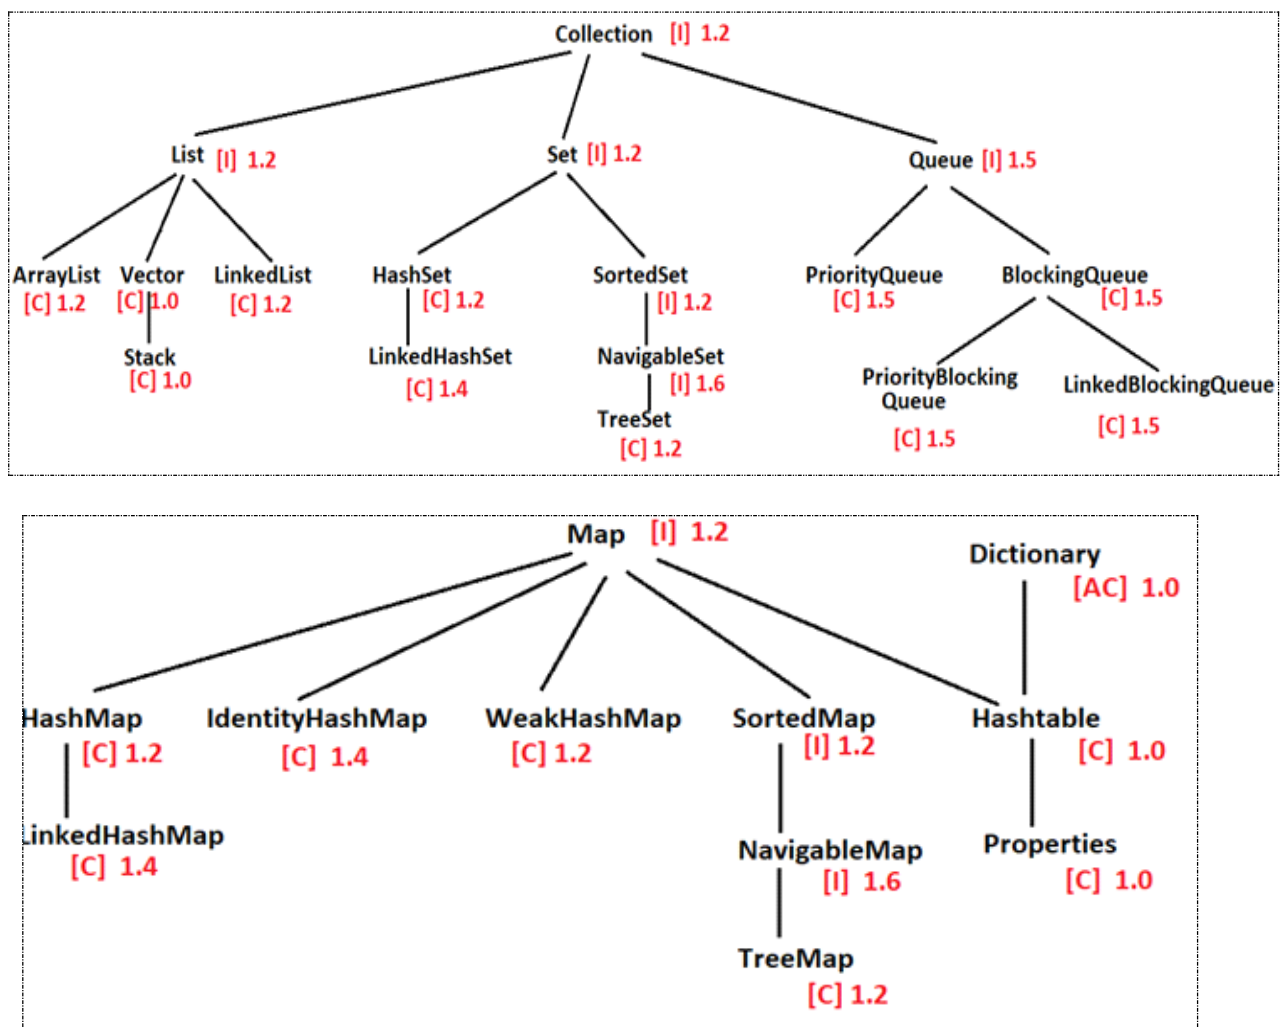 Collection [I] 1.2
List [I] 1.2
Set [I] 1.2
Queue [I] 1.5
ArrayList
[C] 1.2
Vector
[C] 1.0
LinkedList
[C] 1.2
HashSet
[C] 1.2
SortedSet
[I] 1.2
PriorityQueue
[C] 1.5
BlockingQueue
[C] 1.5
Stack
[C] 1.0
LinkedHashSet
[C] 1.4
NavigableSet
[I] 1.6
TreeSet
[C] 1.2
PriorityBlocking
Queue
[C] 1.5
LinkedBlockingQueue
[C] 1.5
Map [I] 1.2
Dictionary
[AC] 1.0
HashMap
[C] 1.2
IdentityHashMap
[C] 1.4
WeakHashMap
[C] 1.2
SortedMap
[I] 1.2
Hashtable
[C] 1.0
LinkedHashMap
[C] 1.4
NavigableMap
[I] 1.6
Properties
[C] 1.0
TreeMap
[C] 1.2